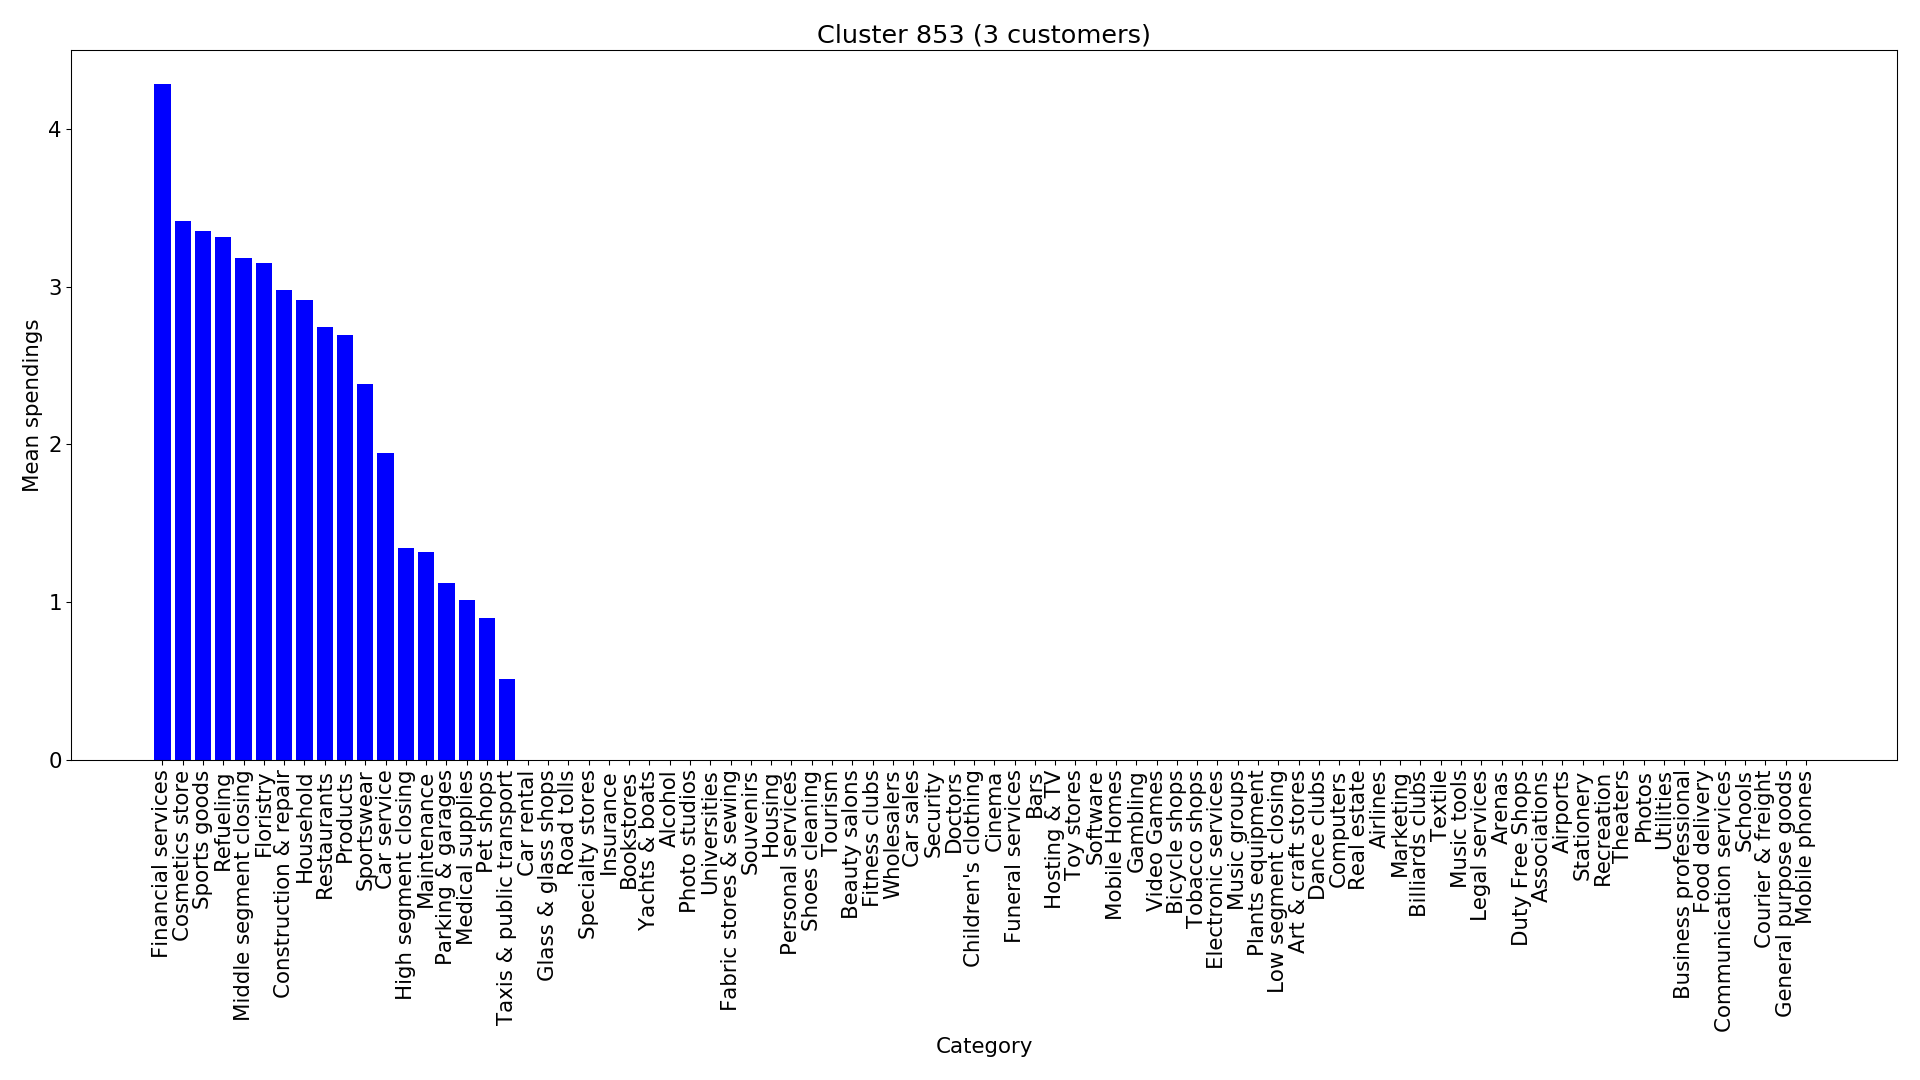 Cluster 853 (3 customers)
Mean spendings
4
3
2
1
0
Financial services
Cosmetics store
Sports goods
Refueling
Middle segment closing
Floristry
Construction & repair
Household
Restaurants
Products
Sportswear
Car service
High segment closing
Maintenance
Parking & garages
Medical supplies
Pet shops
Taxis & public transport
Car rental
Glass & glass shops
Road tolls
Specialty stores
Insurance
Bookstores
Yachts & boats
Alcohol
Photo studios
Universities
Fabric stores & sewing
Souvenirs
Housing
Personal services
Shoes cleaning
Tourism
Beauty salons
Fitness clubs
Wholesalers
Car sales
Security
Doctors
Children's clothing
Cinema
Funeral services
Bars
Hosting & TV
Toy stores
Software
Mobile Homes
Gambling
Video Games
Bicycle shops
Tobacco shops
Electronic services
Music groups
Plants equipment
Low segment closing
Art & craft stores
Dance clubs
Computers
Real estate
Airlines
Marketing
Billiards clubs
Textile
Music tools
Legal services
Arenas
Duty Free Shops
Associations
Airports
Stationery
Recreation
Theaters
Photos
Utilities
Business professional
Food delivery
Communication services
Schools
Courier & freight
General purpose goods
Mobile phones
Category